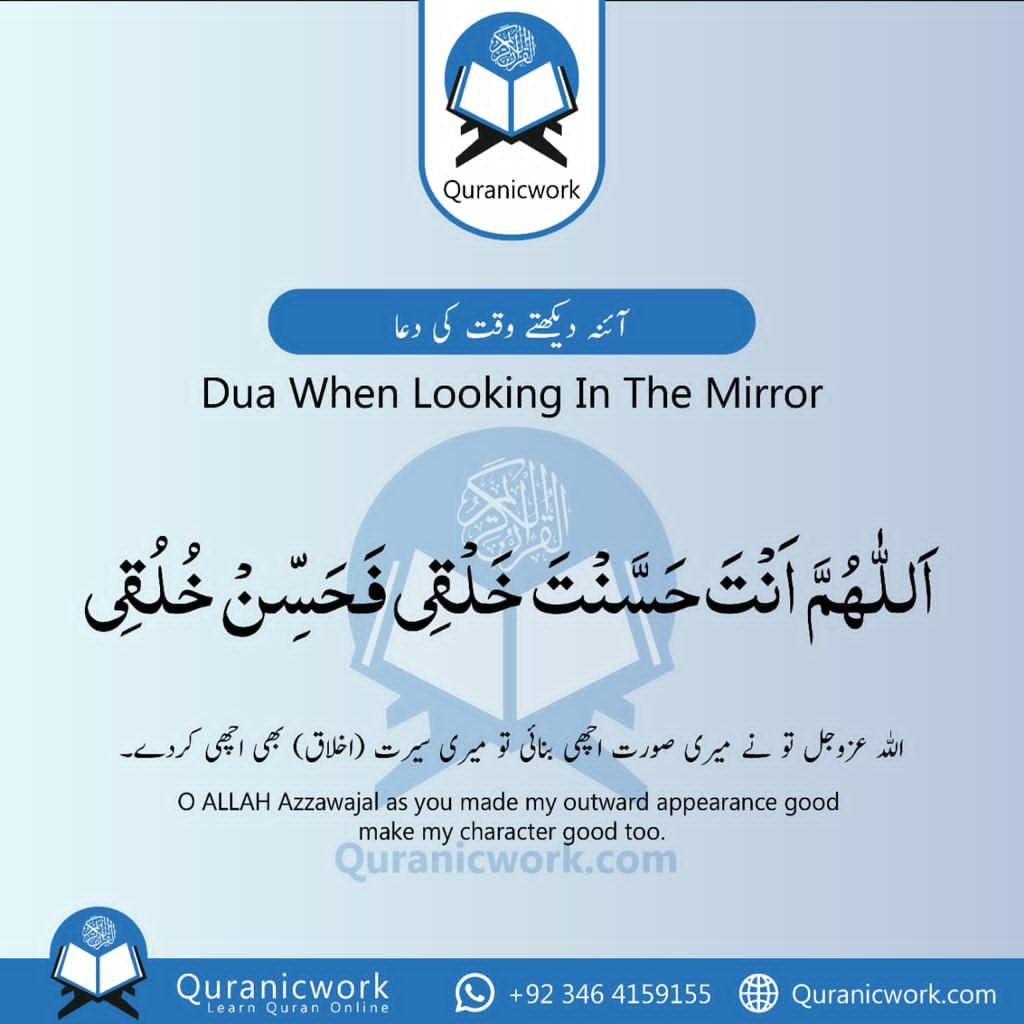 Quranicwork
آئنہ دیکھتے وقت کی دعا
Dua When Looking In The Mirror
اَللّٰهُمَّ اَنْتَ حَسَّنْتَ خَلْقِی فَحَسِّنْ خُلُقِی
اللہ عزوجل تو نے میری صورت اچھی بنائی تو میری سیرت (اخلاق) بھی اچھی کردے۔
O ALLAH Azzawajal as you made my outward appearance good
make my character good too.
Quranicwork.com
Quranicwork
Learn Quran Online
+92 346 4159155
Quranicwork.com